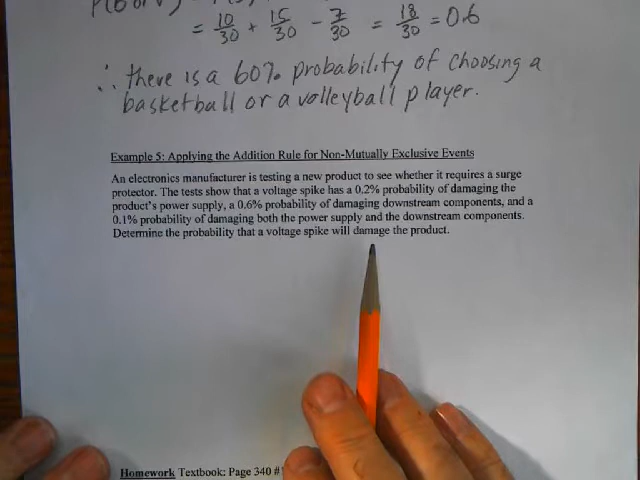 = 10/30 + 15/30 - 7/30 = 18/30 = 0.6
∴ there is a 60% probability of choosing a
basketball or a volleyball player.
Example 5: Applying the Addition Rule for Non-Mutually Exclusive Events
An electronics manufacturer is testing a new product to see whether it requires a surge
protector. The tests show that a voltage spike has a 0.2% probability of damaging the
product's power supply, a 0.6% probability of damaging downstream components, and a
0.1% probability of damaging both the power supply and the downstream components.
Determine the probability that a voltage spike will damage the product.
Homework Textbook: Page 340 #